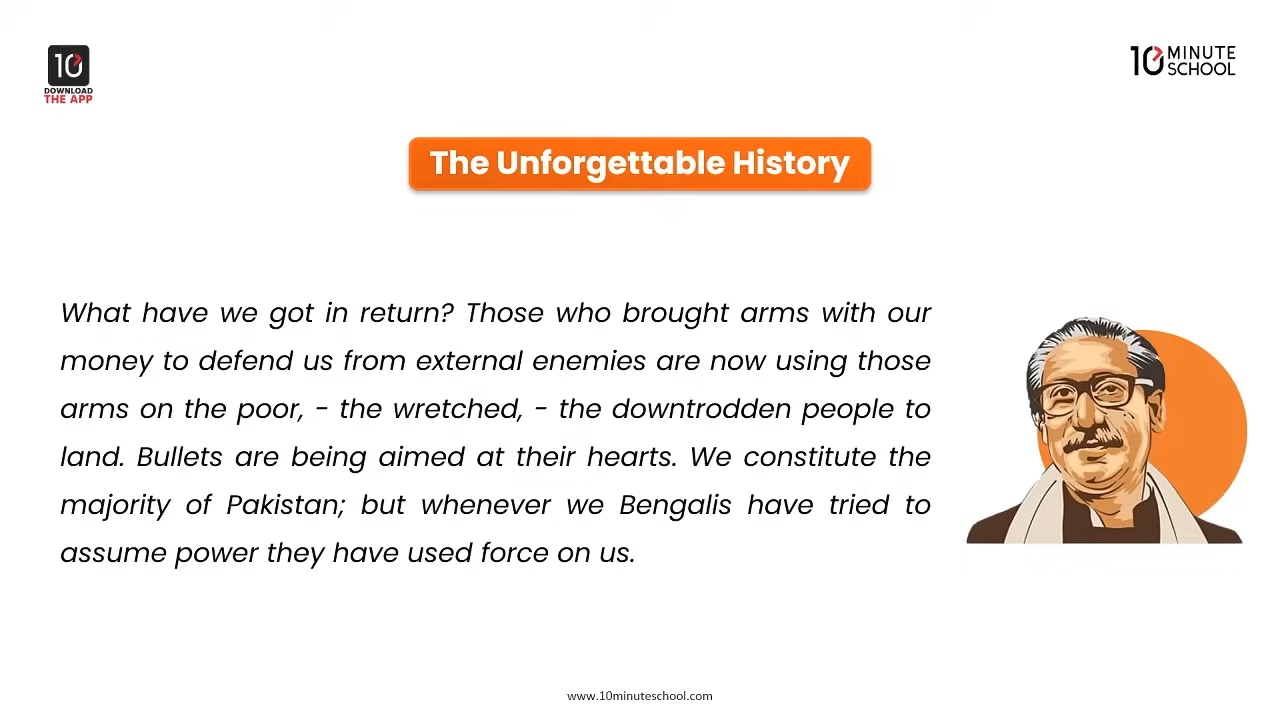 10
DOWNLOAD
THE APP
10 MINUTE
SCHOOL
The Unforgettable History
What have we got in return? Those who brought arms with our
money to defend us from external enemies are now using those
arms on the poor, - the wretched, - the downtrodden people to
land. Bullets are being aimed at their hearts. We constitute the
majority of Pakistan; but whenever we Bengalis have tried to
assume power they have used force on us.
www.10minuteschool.com